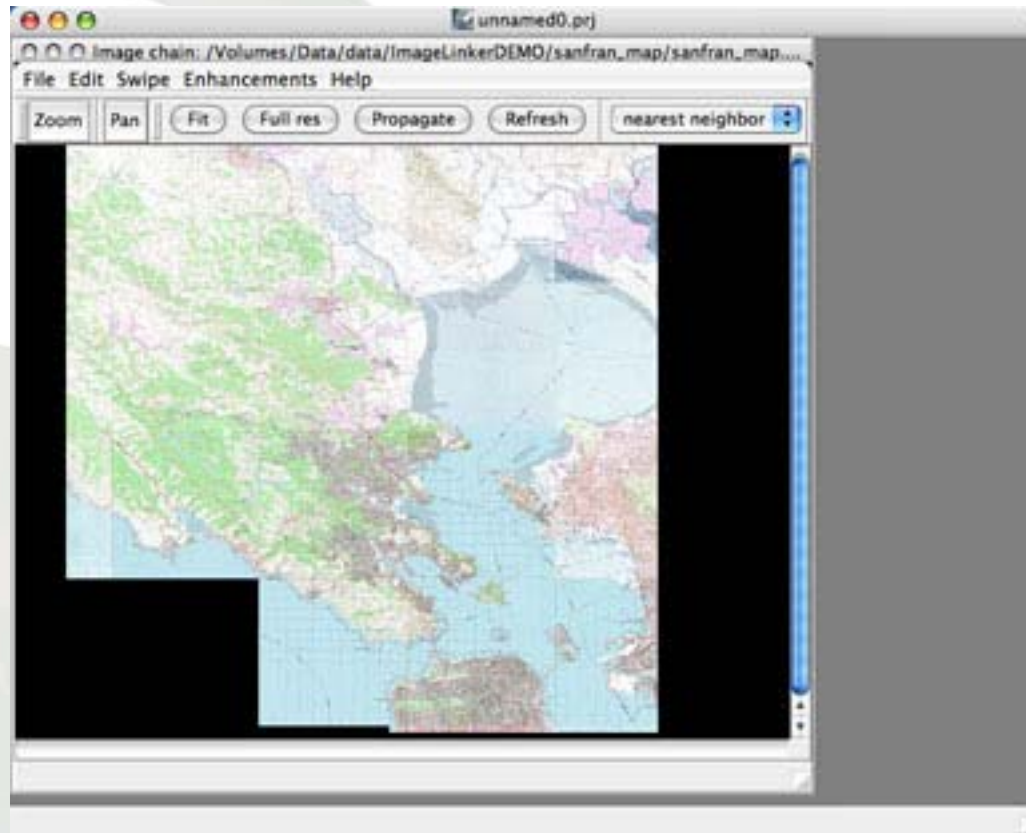 unnamed0.prj
Image chain: /Volumes/Data/data/ImageLinkerDEMO/sanfran_map/sanfran_map....
File Edit Swipe Enhancements Help
Zoom Pan Fit Full res Propagate Refresh nearest neighbor